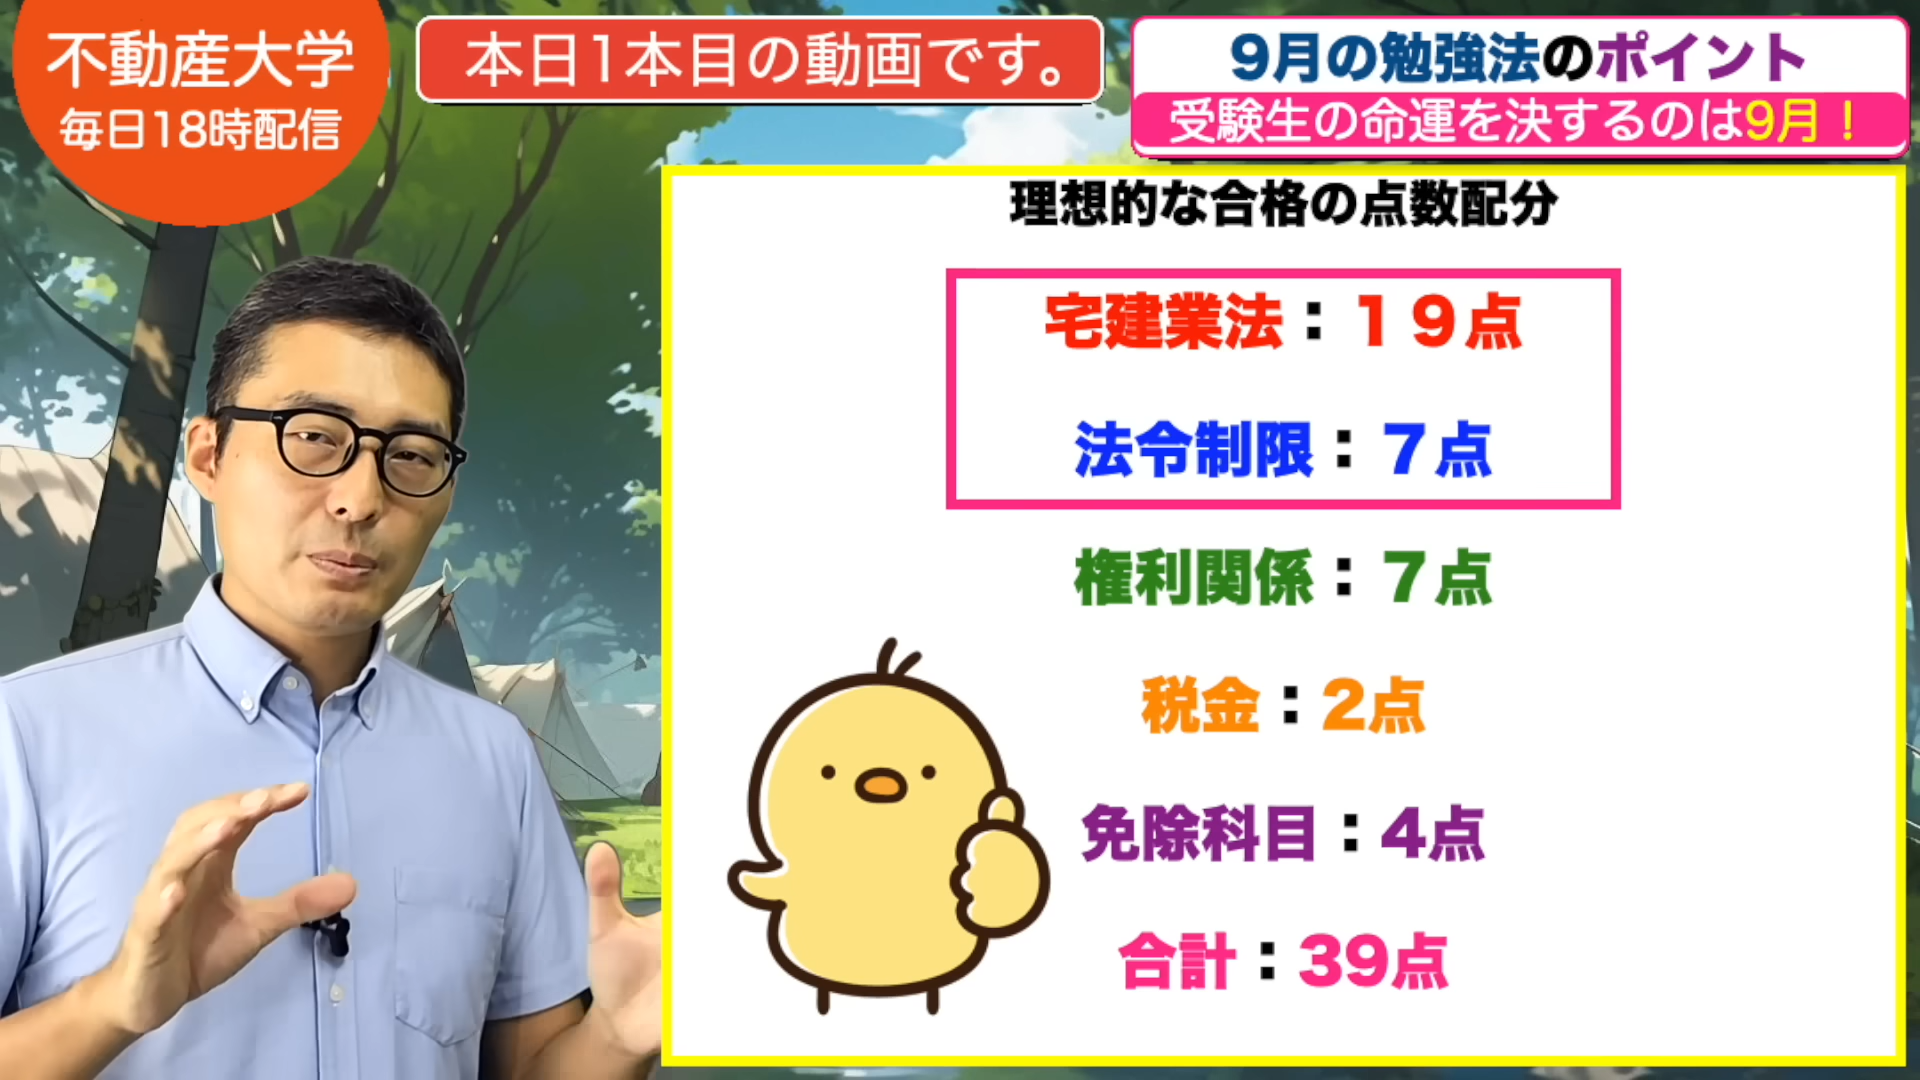 不動産大学
毎日18時配信
本日1本目の動画です。
9月の勉強法のポイント
受験生の命運を決するのは9月！
理想的な合格の点数配分
宅建業法：１９点
法令制限：７点
権利関係：７点
税金：2点
免除科目：4点
合計：39点